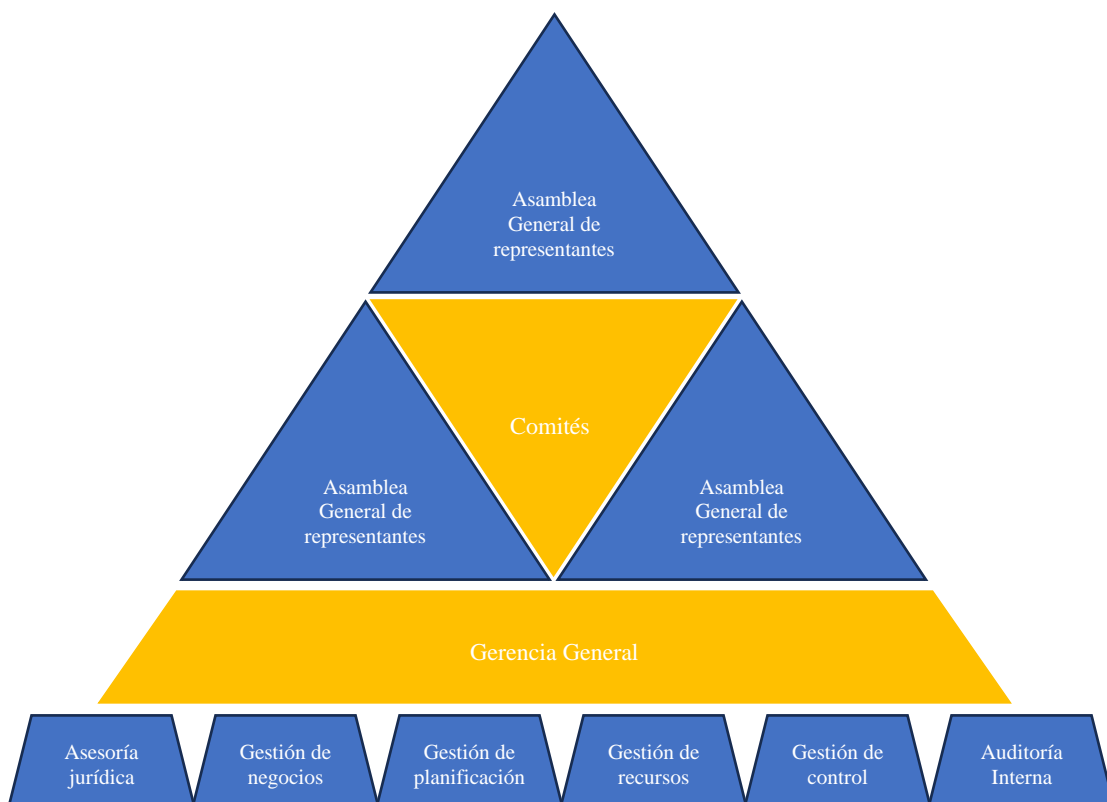 Asamblea
General de
representantes
Comités
Asamblea
General de
representantes
Asamblea
General de
representantes
Gerencia General
Asesoría
jurídica
Gestión de
negocios
Gestión de
planificación
Gestión de
recursos
Gestión de
control
Auditoría
Interna